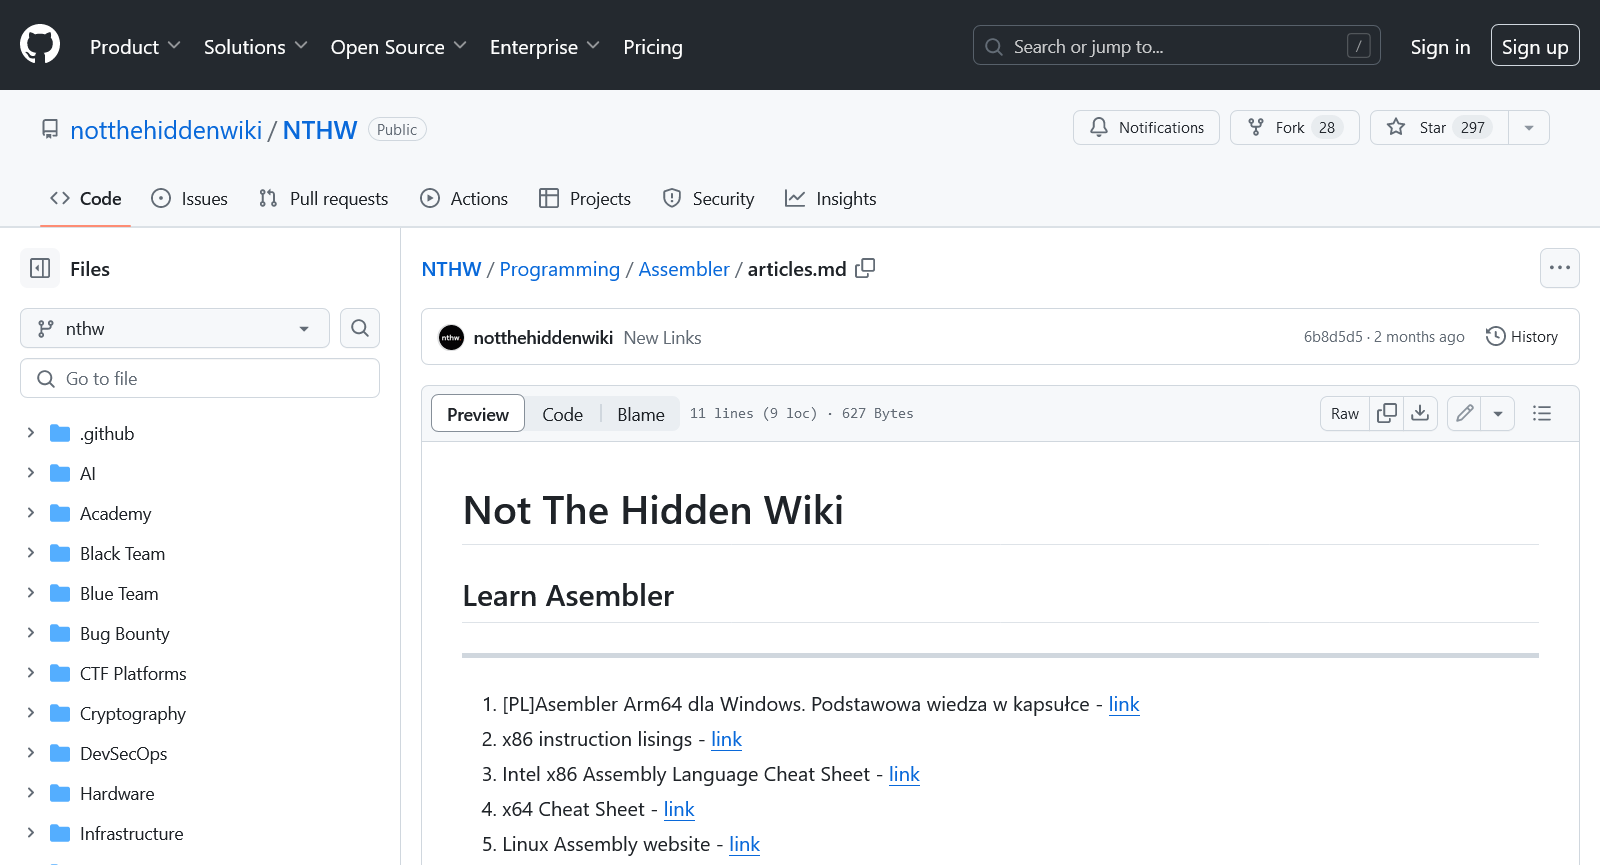 Product Solutions Open Source Enterprise Pricing Search or jump to... / Sign in Sign up
notthehiddenwiki / NTHW Public Notifications Fork 28 Star 297
Code Issues Pull requests Actions Projects Security Insights
Files
nthw
Go to file
.github
AI
Academy
Black Team
Blue Team
Bug Bounty
CTF Platforms
Cryptography
DevSecOps
Hardware
Infrastructure
NTHW / Programming / Assembler / articles.md
nthw notthehiddenwiki New Links 6b8d5d5 · 2 months ago History
Preview Code Blame 11 lines (9 loc) · 627 Bytes Raw
Not The Hidden Wiki
Learn Asembler
1. [PL]Asembler Arm64 dla Windows. Podstawowa wiedza w kapsułce - link
2. x86 instruction lisings - link
3. Intel x86 Assembly Language Cheat Sheet - link
4. x64 Cheat Sheet - link
5. Linux Assembly website - link